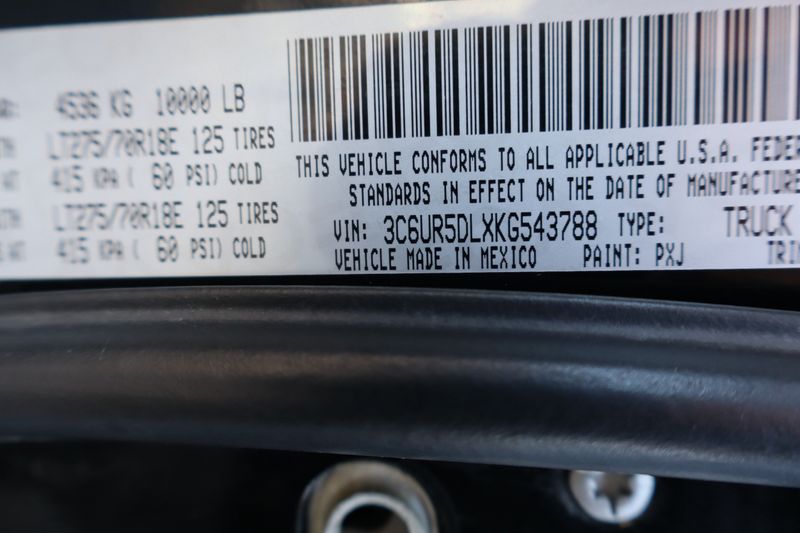 4536 KG 10000 LB
LT275/70R18E 125 TIRES
415 KPA ( 60 PSI) COLD
LT275/70R18E 125 TIRES
415 KPA ( 60 PSI) COLD
THIS VEHICLE CONFORMS TO ALL APPLICABLE U.S.A. FEDER
STANDARDS IN EFFECT ON THE DATE OF MANUFACTURE
VIN: 3C6UR5DLXKG543788 TYPE: TRUCK
VEHICLE MADE IN MEXICO PAINT: PXJ TRIM